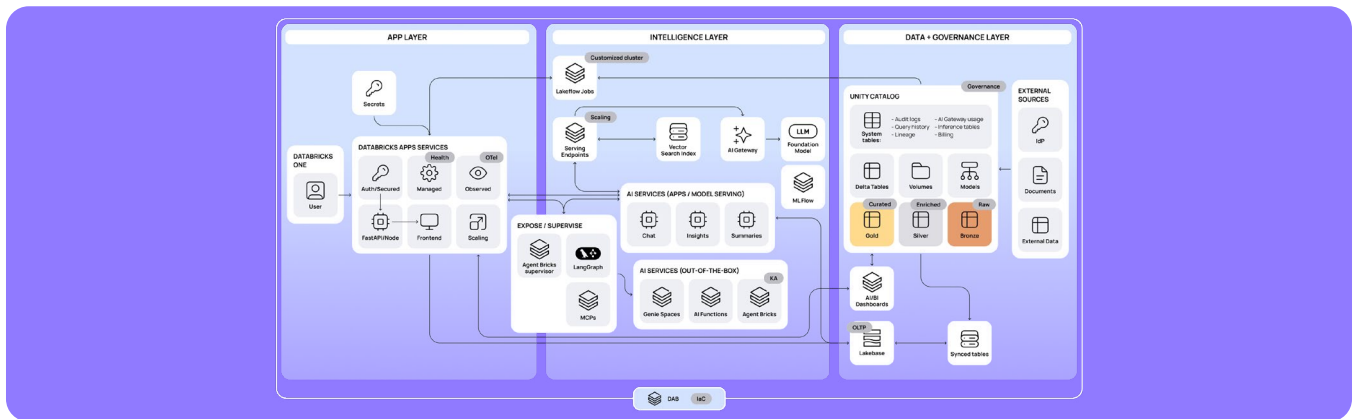 APP LAYER
Secrets
DATABRICKS
ONE
User
DATABRICKS APPS SERVICES
Health
OTel
Auth/Secured
Managed
Observed
FastAPI/Node
Frontend
Scaling
INTELLIGENCE LAYER
Customized cluster
Lakeflow Jobs
Scaling
Serving
Endpoints
Vector
Search Index
AI Gateway
LLM
Foundation
Model
MLFlow
AI SERVICES (APPS / MODEL SERVING)
Chat
Insights
Summaries
EXPOSE / SUPERVISE
Agent Bricks
supervisor
LangGraph
MCPs
AI SERVICES (OUT-OF-THE-BOX)
KA
Genie Spaces
AI Functions
Agent Bricks
DATA + GOVERNANCE LAYER
Governance
UNITY CATALOG
System
tables:
- Audit logs
- Query history
- Lineage
- AI Gateway usage
- Inference tables
- Billing
Delta Tables
Volumes
Models
Curated
Gold
Enriched
Silver
Raw
Bronze
EXTERNAL
SOURCES
IdP
Documents
External Data
AI/BI
Dashboards
OLTP
Lakebase
Synced tables
DAB
IaC